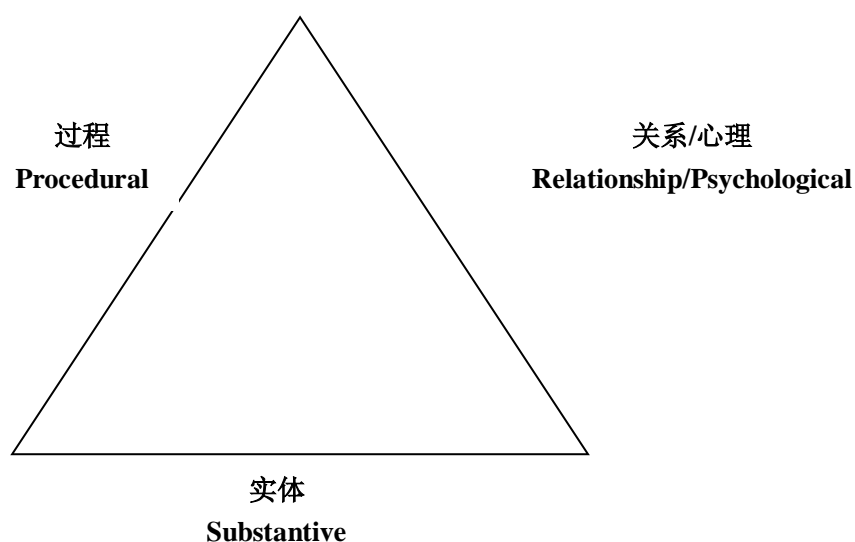 过程
Procedural
关系/心理
Relationship/Psychological
实体
Substantive